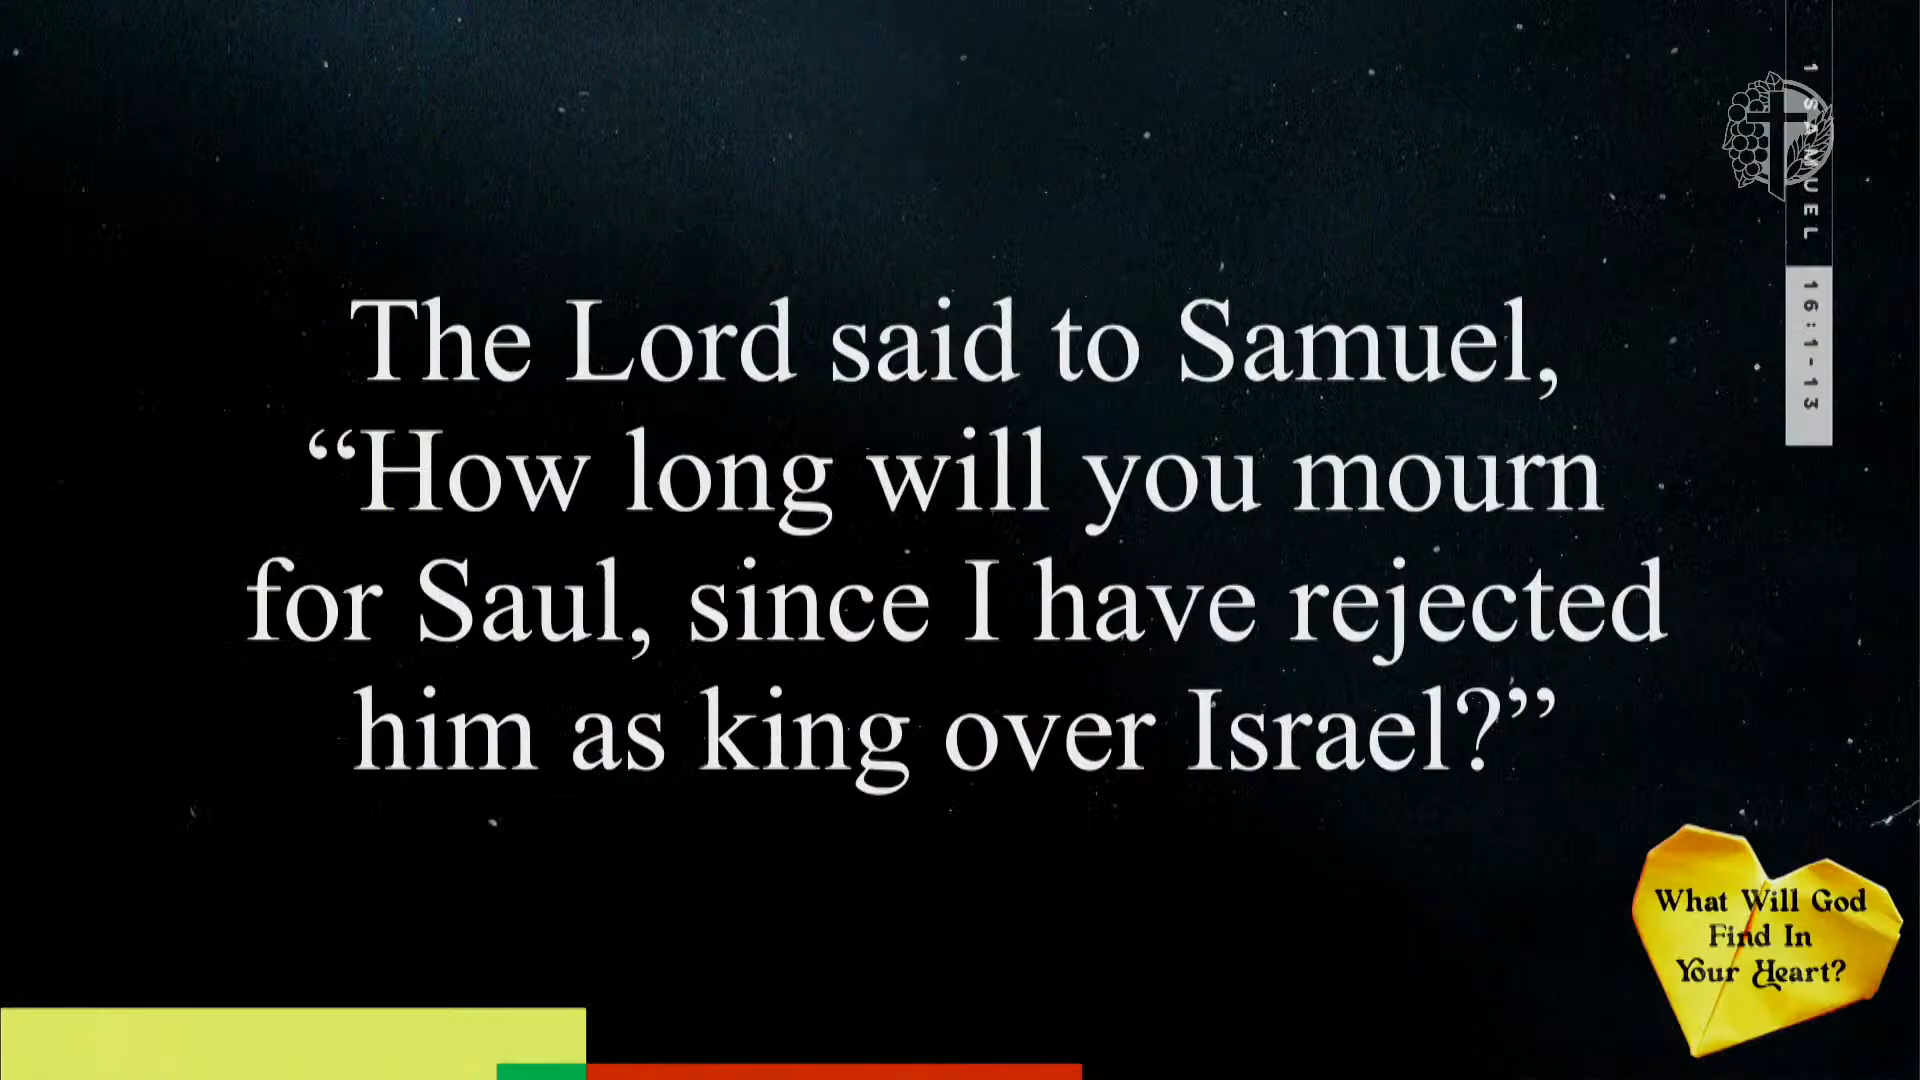 The Lord said to Samuel,
“How long will you mourn
for Saul, since I have rejected
him as king over Israel?”
1 SAMUEL 16:1-13
What Will God
Find In
Your Heart?